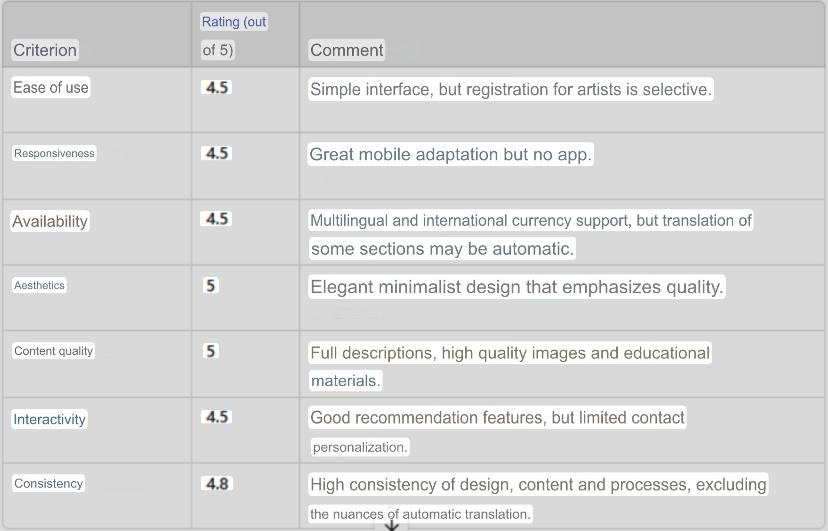 Criterion
Rating (out
of 5)
Comment
Ease of use
4.5
Simple interface, but registration for artists is selective.
Responsiveness
4.5
Great mobile adaptation but no app.
Availability
4.5
Multilingual and international currency support, but translation of
some sections may be automatic.
Aesthetics
5
Elegant minimalist design that emphasizes quality.
Content quality
5
Full descriptions, high quality images and educational
materials.
Interactivity
4.5
Good recommendation features, but limited contact
personalization.
Consistency
4.8
High consistency of design, content and processes, excluding
the nuances of automatic translation.